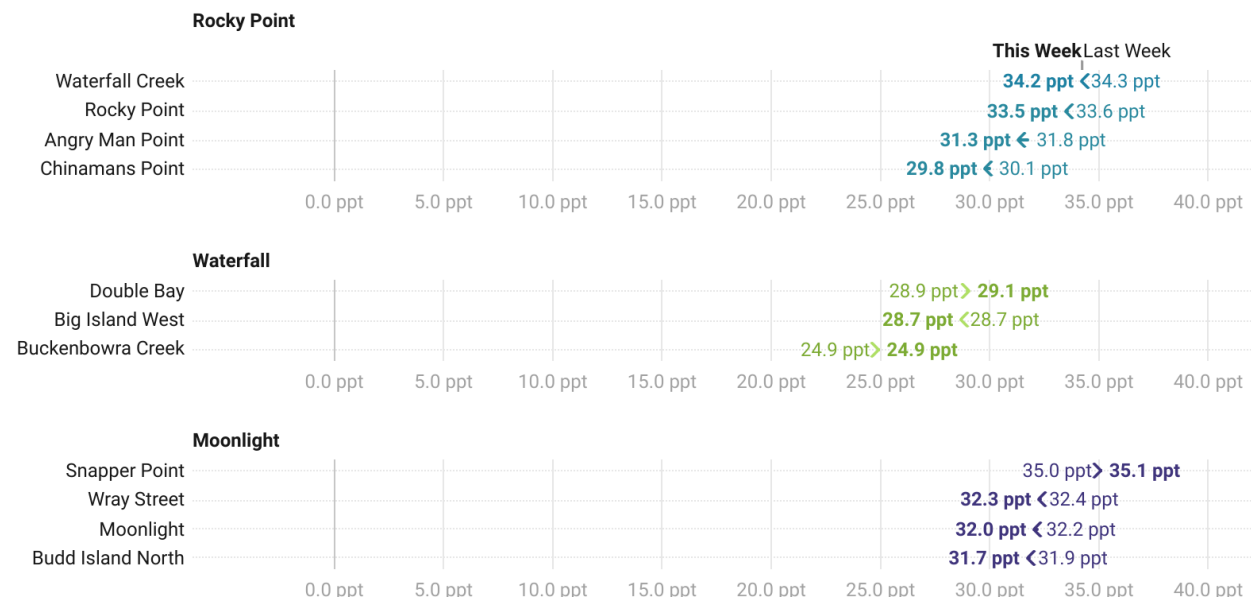 Rocky Point
This Week Last Week
Waterfall Creek 34.2 ppt 34.3 ppt
Rocky Point 33.5 ppt 33.6 ppt
Angry Man Point 31.3 ppt 31.8 ppt
Chinamans Point 29.8 ppt 30.1 ppt
0.0 ppt 5.0 ppt 10.0 ppt 15.0 ppt 20.0 ppt 25.0 ppt 30.0 ppt 35.0 ppt 40.0 ppt
Waterfall
Double Bay 28.9 ppt 29.1 ppt
Big Island West 28.7 ppt 28.7 ppt
Buckenbowra Creek 24.9 ppt 24.9 ppt
0.0 ppt 5.0 ppt 10.0 ppt 15.0 ppt 20.0 ppt 25.0 ppt 30.0 ppt 35.0 ppt 40.0 ppt
Moonlight
Snapper Point 35.0 ppt 35.1 ppt
Wray Street 32.3 ppt 32.4 ppt
Moonlight 32.0 ppt 32.2 ppt
Budd Island North 31.7 ppt 31.9 ppt
0.0 ppt 5.0 ppt 10.0 ppt 15.0 ppt 20.0 ppt 25.0 ppt 30.0 ppt 35.0 ppt 40.0 ppt